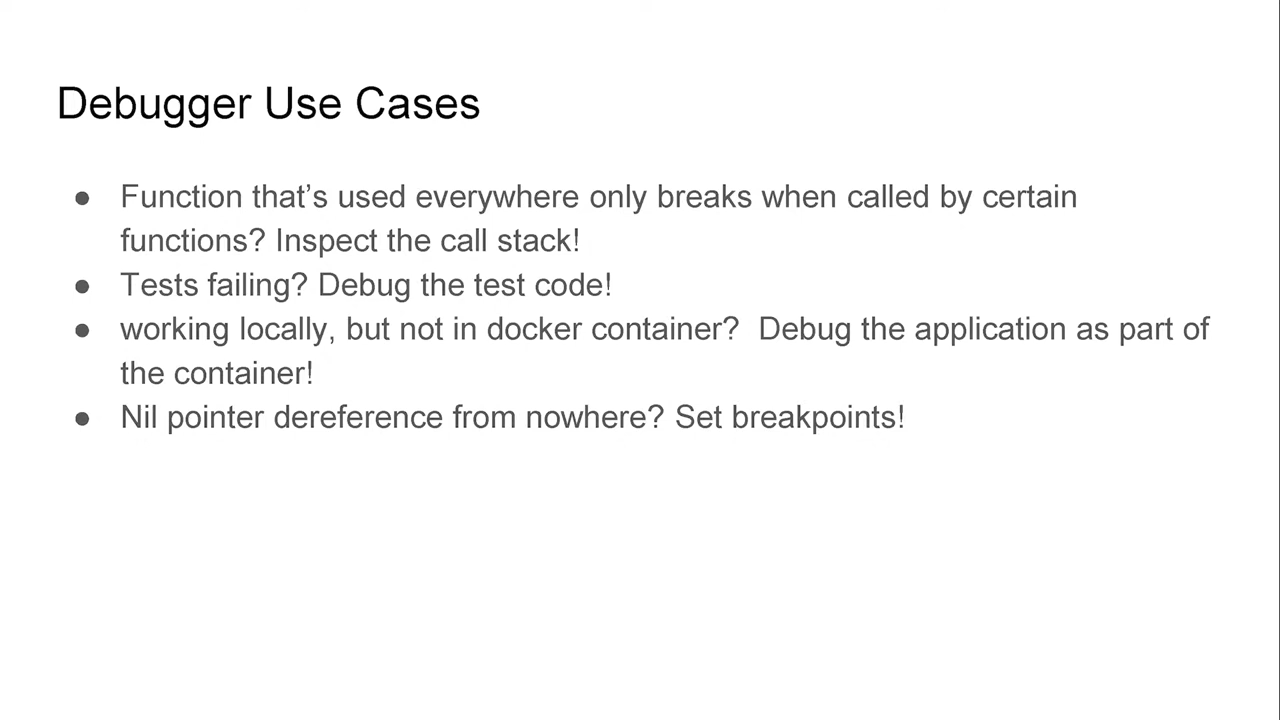 Debugger Use Cases
● Function that’s used everywhere only breaks when called by certain
functions? Inspect the call stack!
● Tests failing? Debug the test code!
● working locally, but not in docker container?  Debug the application as part of
the container!
● Nil pointer dereference from nowhere? Set breakpoints!